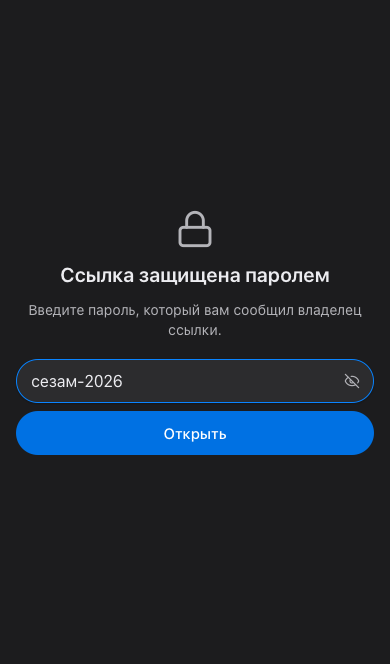 Ссылка защищена паролем
Введите пароль, который вам сообщил владелец
ссылки.
сезам-2026
Открыть